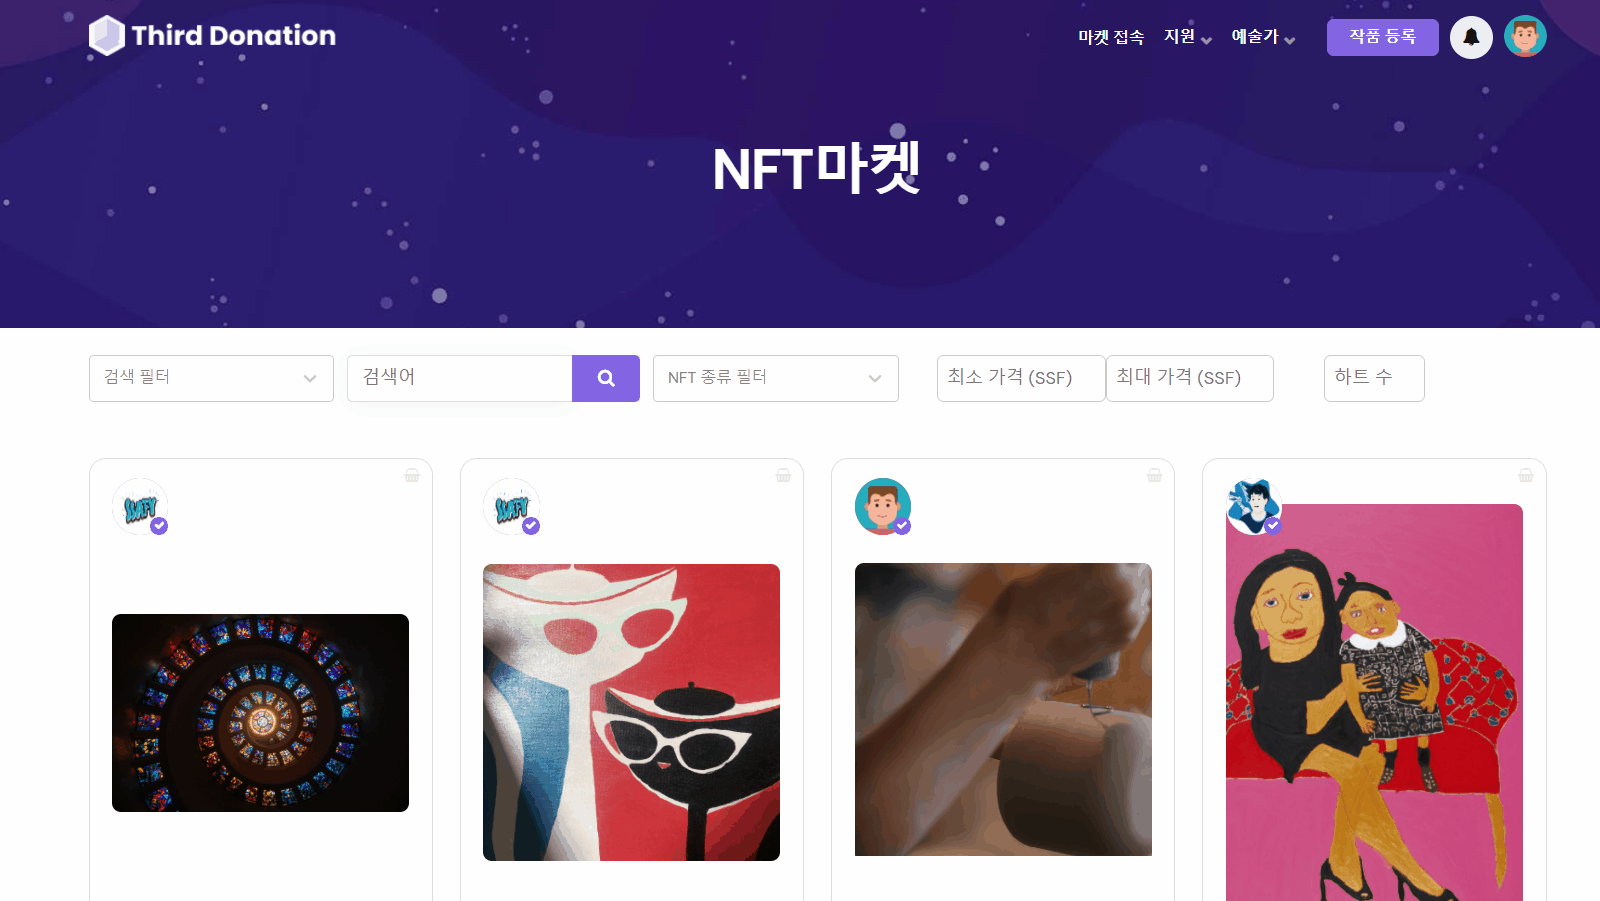 Third Donation
마켓 접속 지원 예술가 작품 등록
NFT마켓
검색 필터 검색어 NFT 종류 필터 최소 가격 (SSF) 최대 가격 (SSF) 하트 수
SSAFY SSAFY